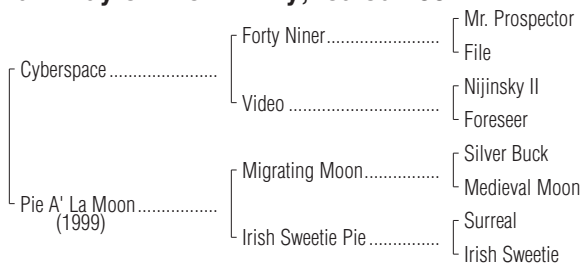 Mr. Prospector
Forty Niner
File
Cyberspace
Nijinsky II
Video
Foreseer
Silver Buck
Migrating Moon
Medieval Moon
Pie A' La Moon
(1999)
Surreal
Irish Sweetie Pie
Irish Sweetie